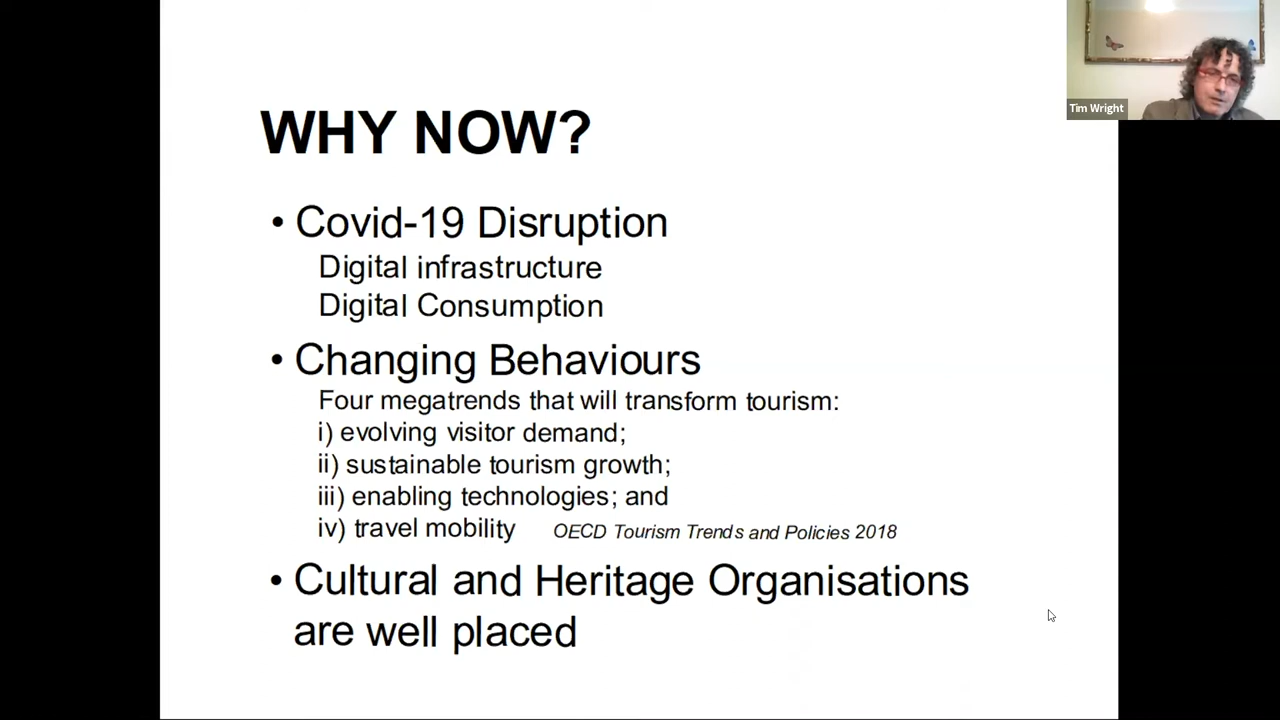 WHY NOW?
• Covid-19 Disruption
Digital infrastructure
Digital Consumption
• Changing Behaviours
Four megatrends that will transform tourism:
i) evolving visitor demand;
ii) sustainable tourism growth;
iii) enabling technologies; and
iv) travel mobility OECD Tourism Trends and Policies 2018
• Cultural and Heritage Organisations
are well placed
Tim Wright